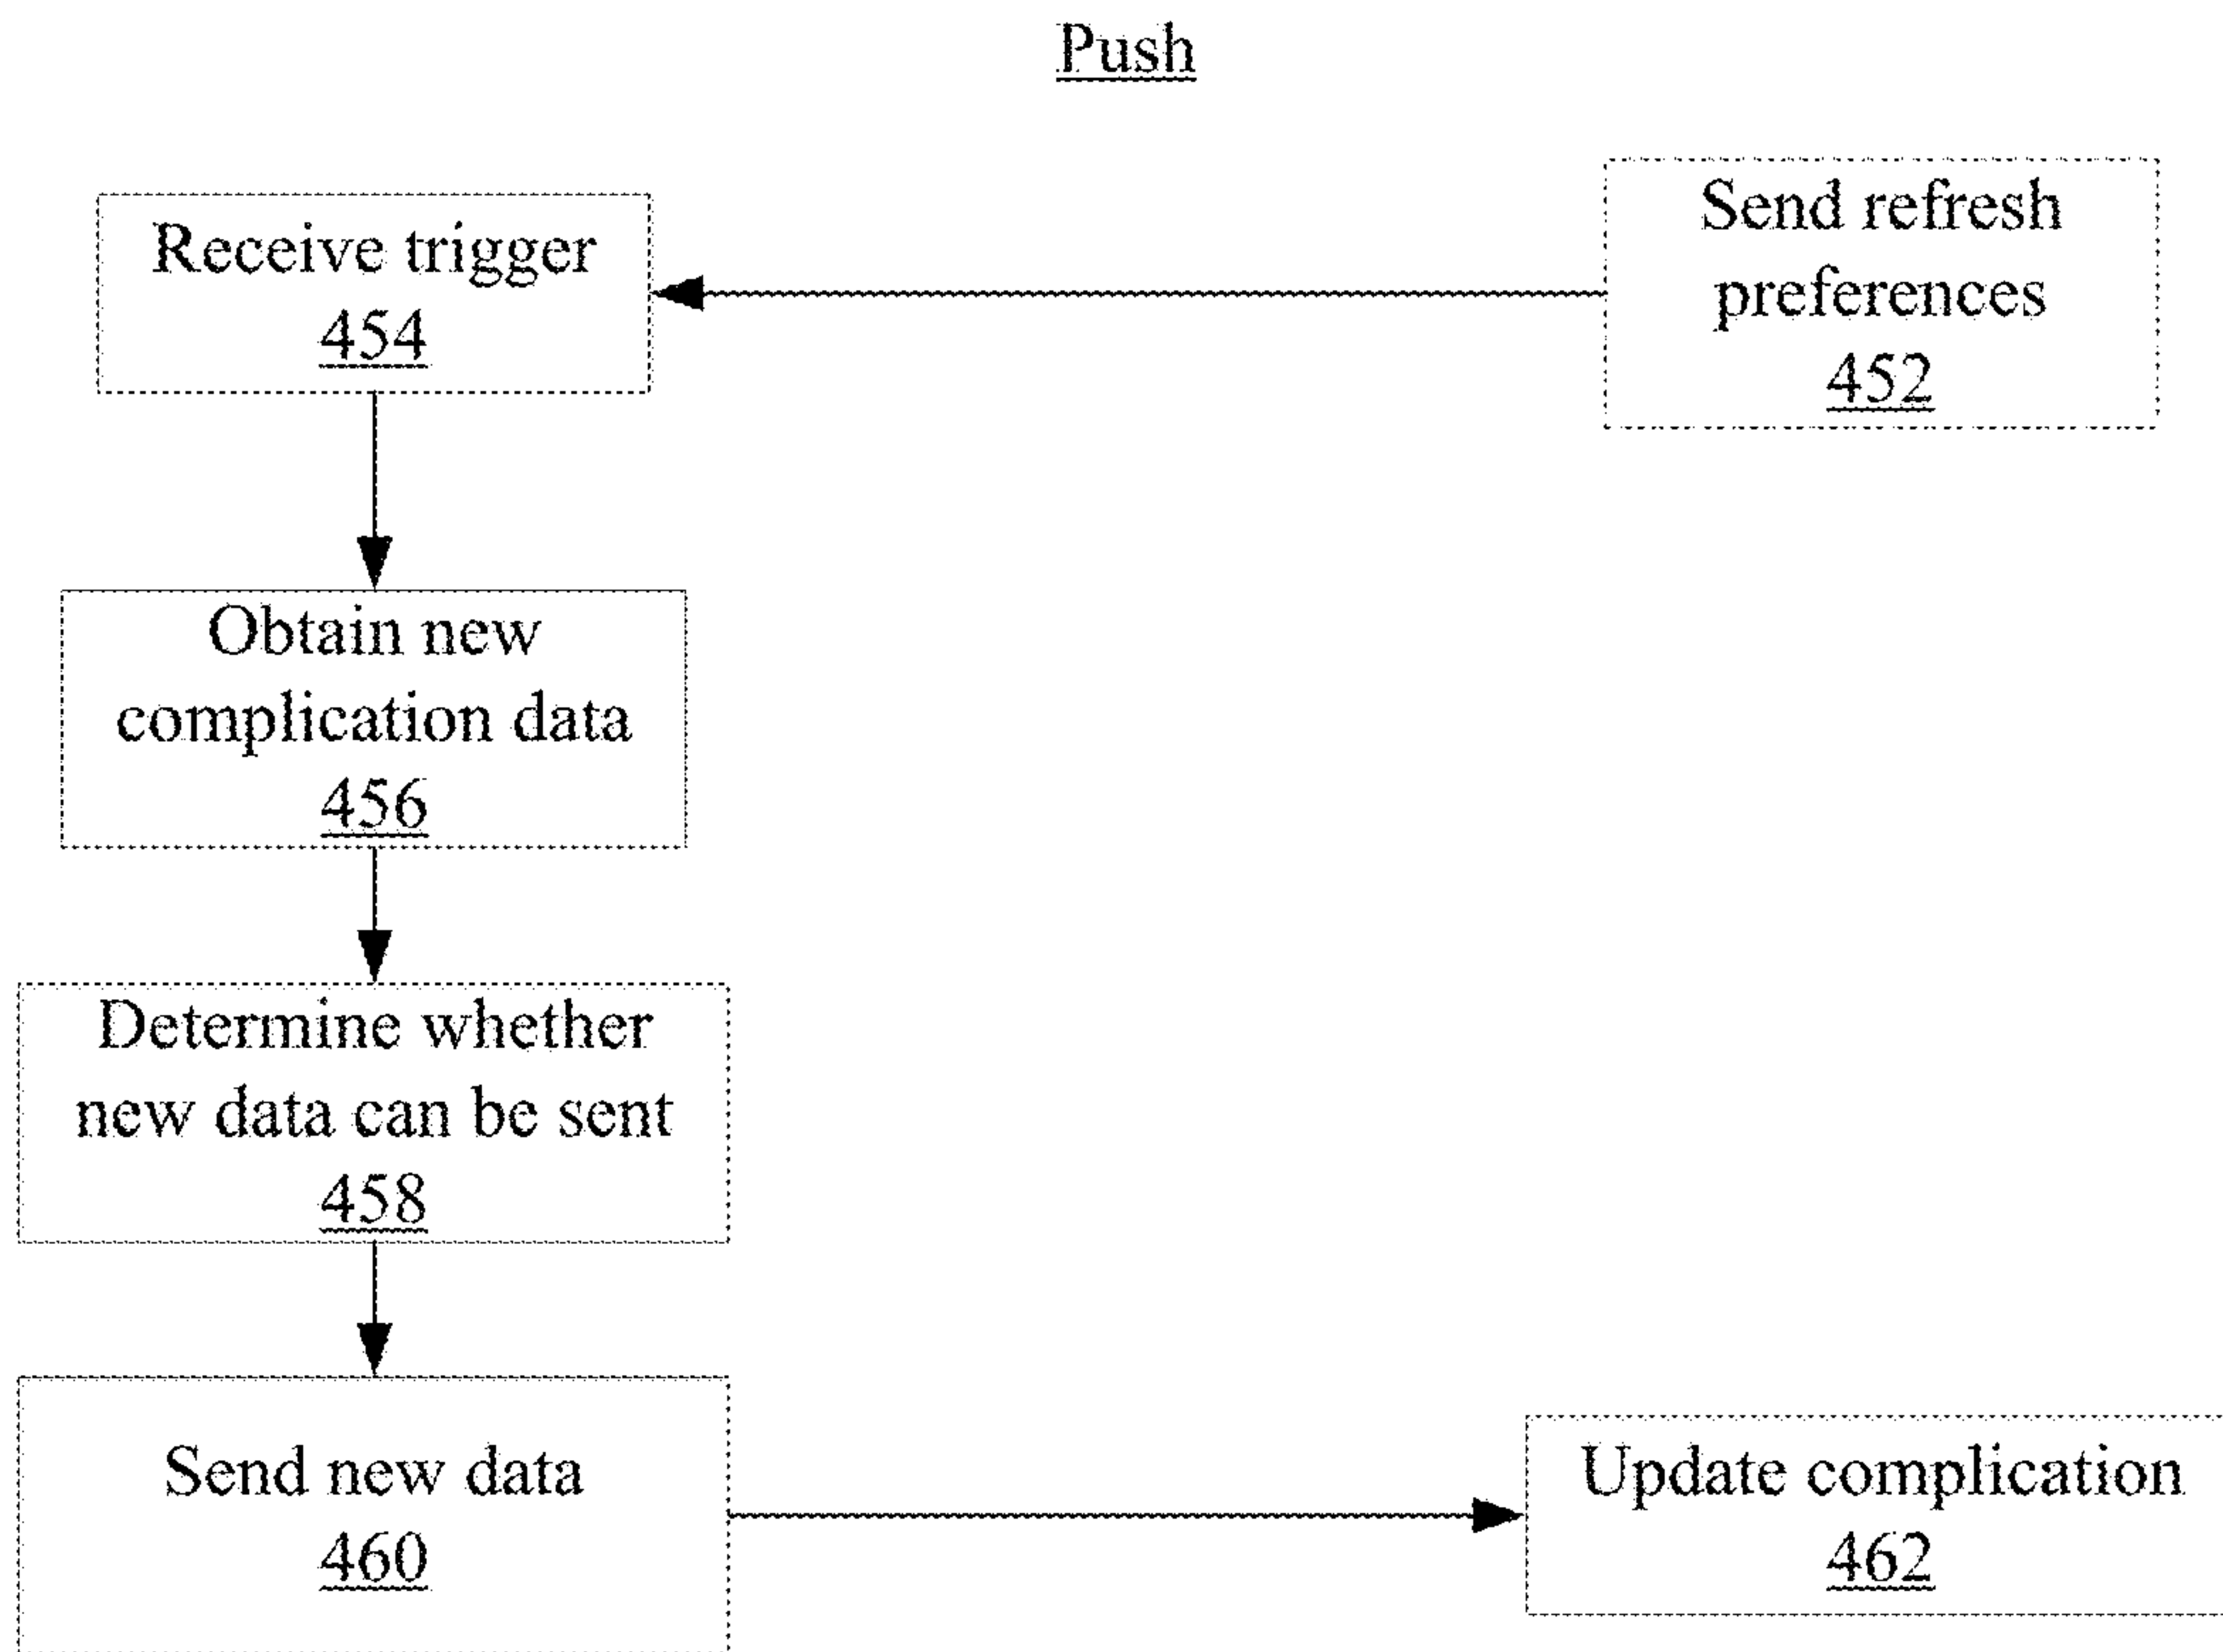 Push
Send refresh
preferences
452
Receive trigger
454
Obtain new
complication data
456
Determine whether
new data can be sent
458
Send new data
460
Update complication
462